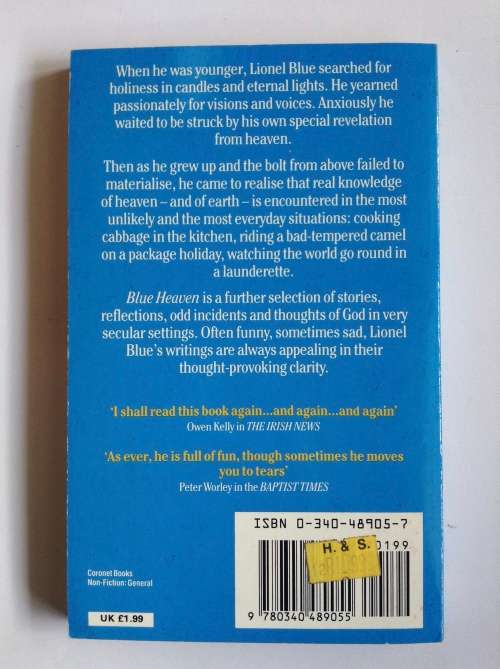 When he was younger, Lionel Blue searched for
holiness in candles and eternal lights. He yearned
passionately for visions and voices. Anxiously he
waited to be struck by his own special revelation
from heaven.
Then as he grew up and the bolt from above failed to
materialise, he came to realise that real knowledge
of heaven – and of earth – is encountered in the most
unlikely and the most everyday situations: cooking
cabbage in the kitchen, riding a bad-tempered camel
on a package holiday, watching the world go round in
a launderette.
Blue Heaven is a further selection of stories,
reflections, odd incidents and thoughts of God in very
secular settings. Often funny, sometimes sad, Lionel
Blue's writings are always appealing in their
thought-provoking clarity.
'I shall read this book again...and again...and again'
Owen Kelly in THE IRISH NEWS
'As ever, he is full of fun, though sometimes he moves
you to tears'
Peter Worley in the BAPTIST TIMES
ISBN 0-340-48905-7
H. & S.
0199
9 780340 489055
Coronet Books
Non-Fiction: General
UK £1.99